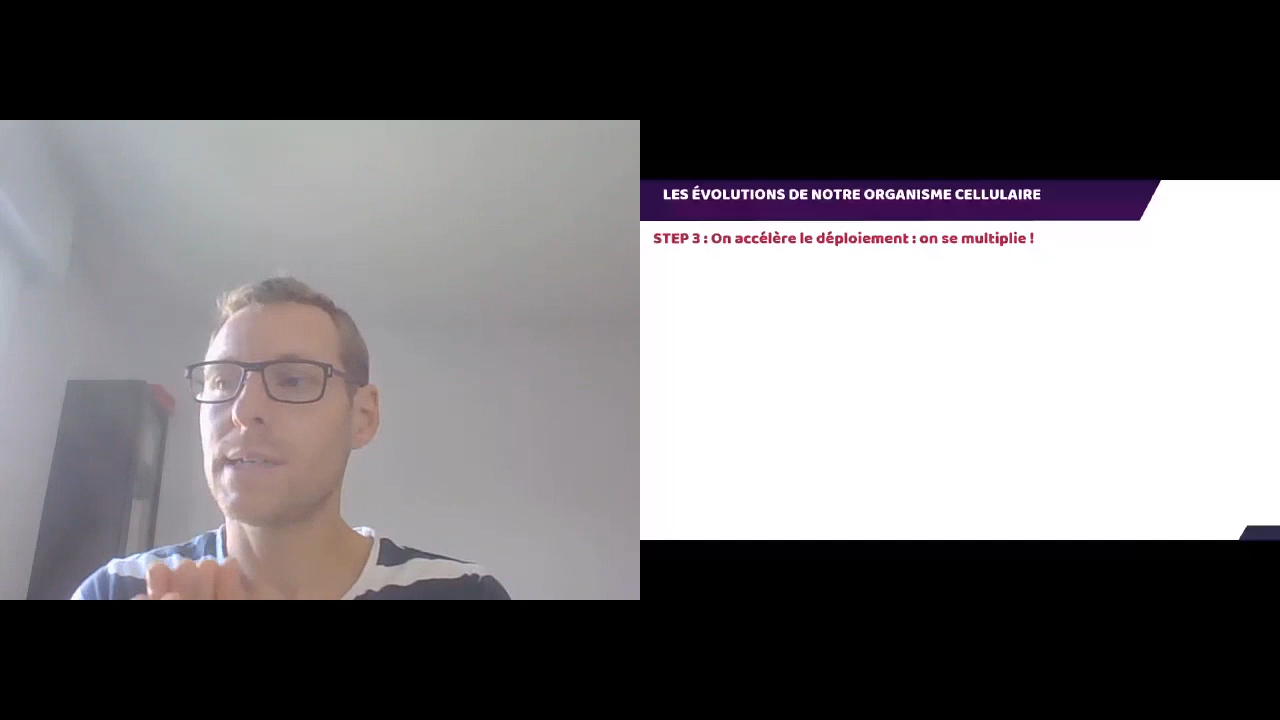 LES ÉVOLUTIONS DE NOTRE ORGANISME CELLULAIRE
STEP 3 : On accélère le déploiement : on se multiplie !